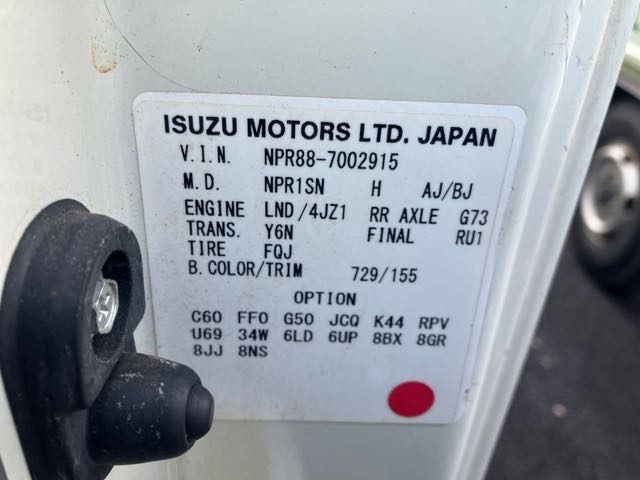 ISUZU MOTORS LTD. JAPAN
V.I.N. NPR88-7002915
M.D. NPR1SN H AJ/BJ
ENGINE LND/4JZ1 RR AXLE G73
TRANS. Y6N FINAL RU1
TIRE FQJ
B.COLOR/TRIM 729/155
OPTION
C60 FF0 G50 JCQ K44 RPV
U69 34W 6LD 6UP 8BX 8GR
8JJ 8NS